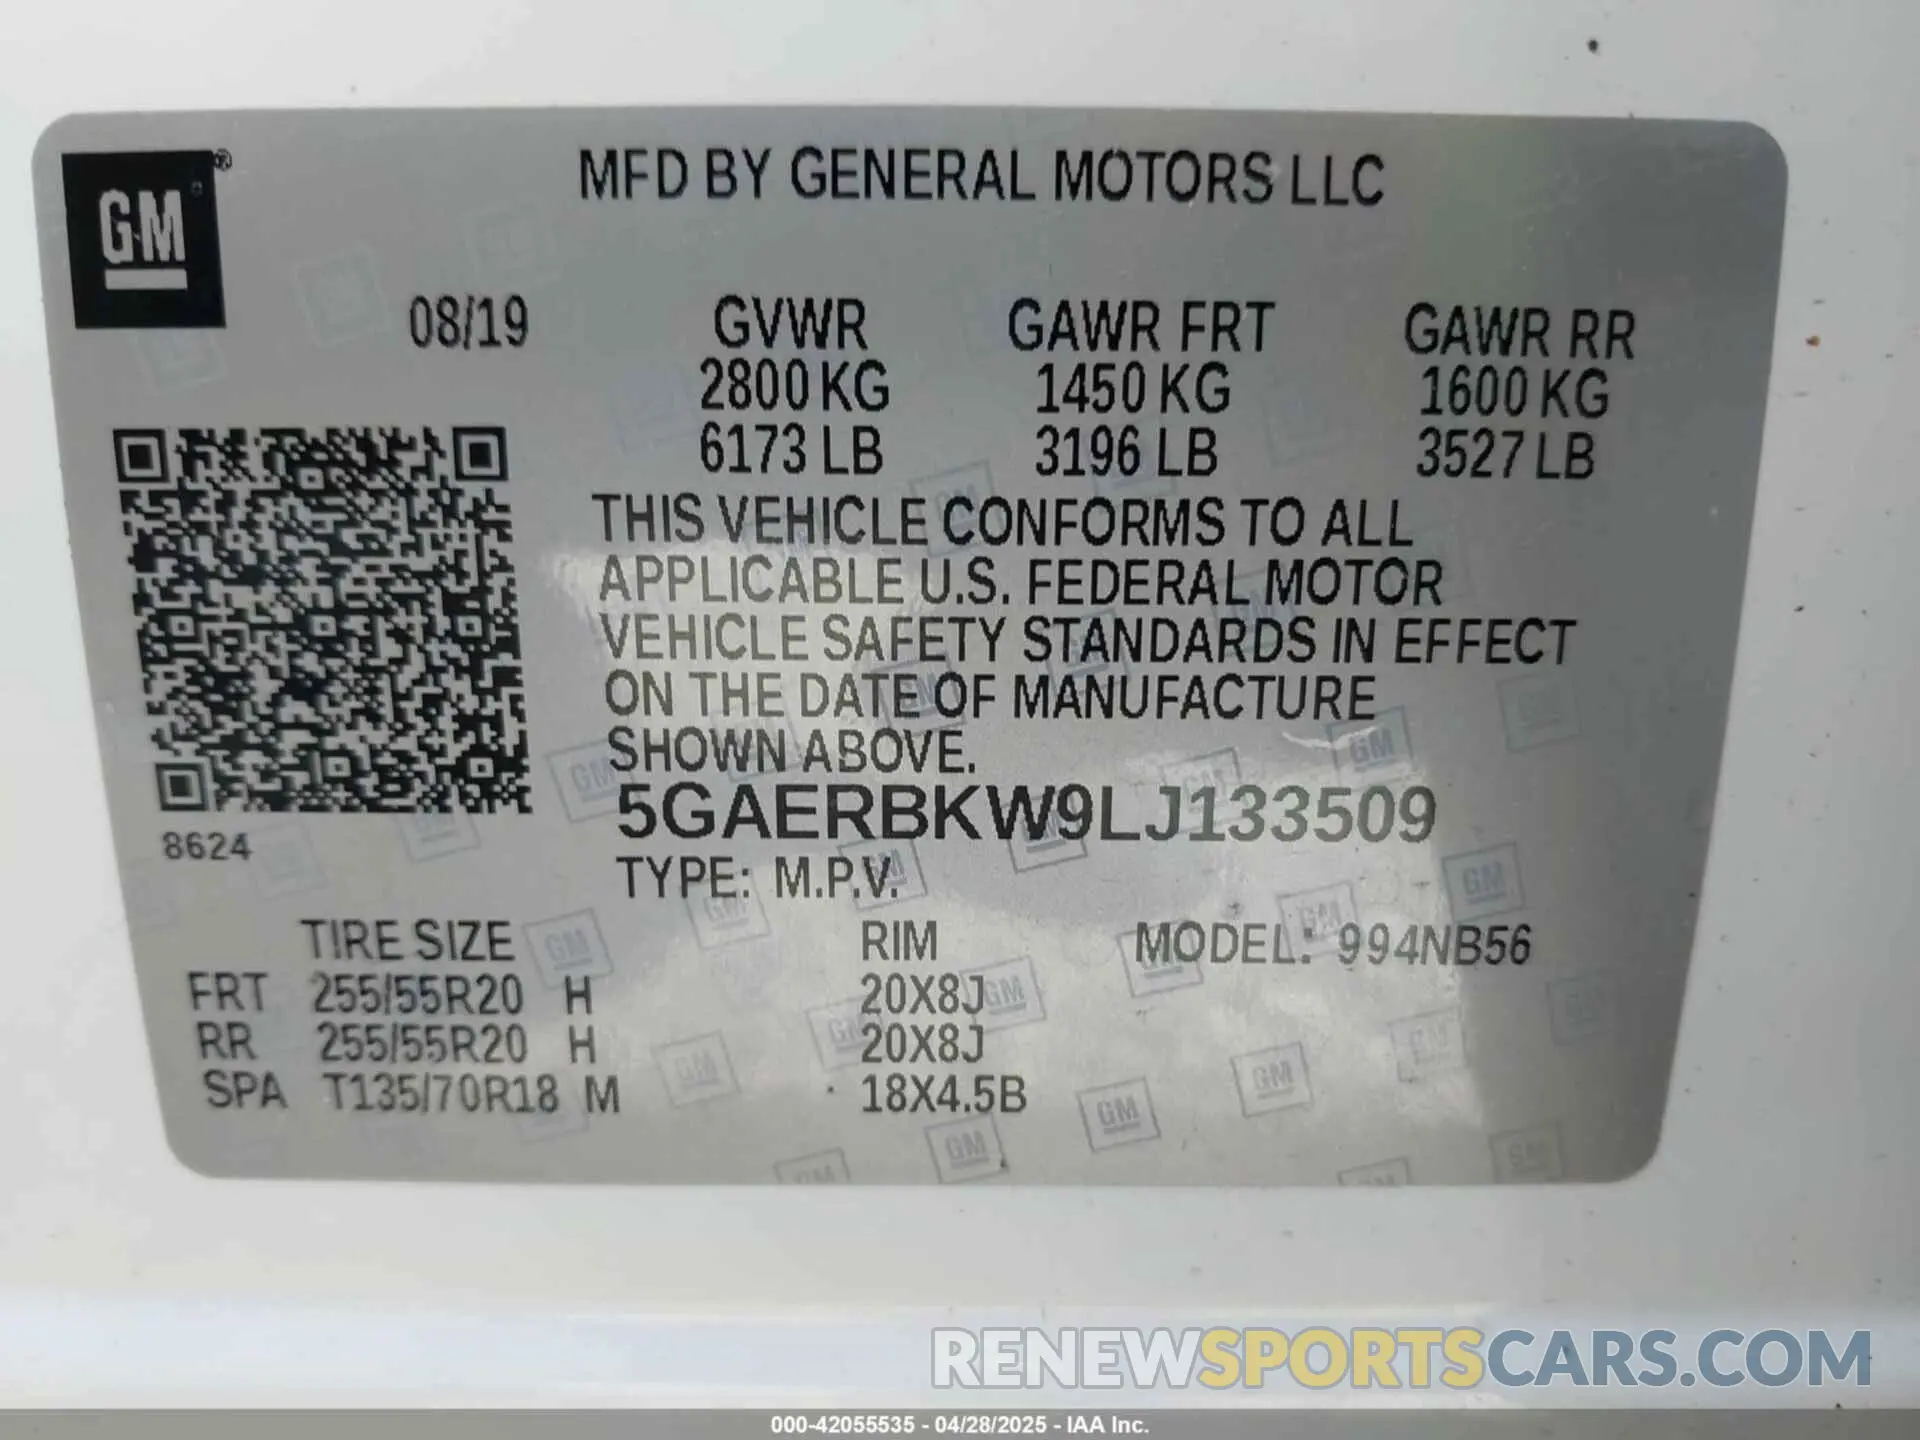 GM®
MFD BY GENERAL MOTORS LLC
08/19 GVWR GAWR FRT GAWR RR
2800 KG 1450 KG 1600 KG
6173 LB 3196 LB 3527 LB
THIS VEHICLE CONFORMS TO ALL
APPLICABLE U.S. FEDERAL MOTOR
VEHICLE SAFETY STANDARDS IN EFFECT
ON THE DATE OF MANUFACTURE
SHOWN ABOVE.
5GAERBKW9LJ133509
8624
TYPE: M.P.V.
TIRE SIZE RIM MODEL: 994NB56
FRT 255/55R20 H 20X8J
RR 255/55R20 H 20X8J
SPA T135/70R18 M 18X4.5B
RENEWSPORTSCARS.COM
000-42055535 - 04/28/2025 - IAA Inc.